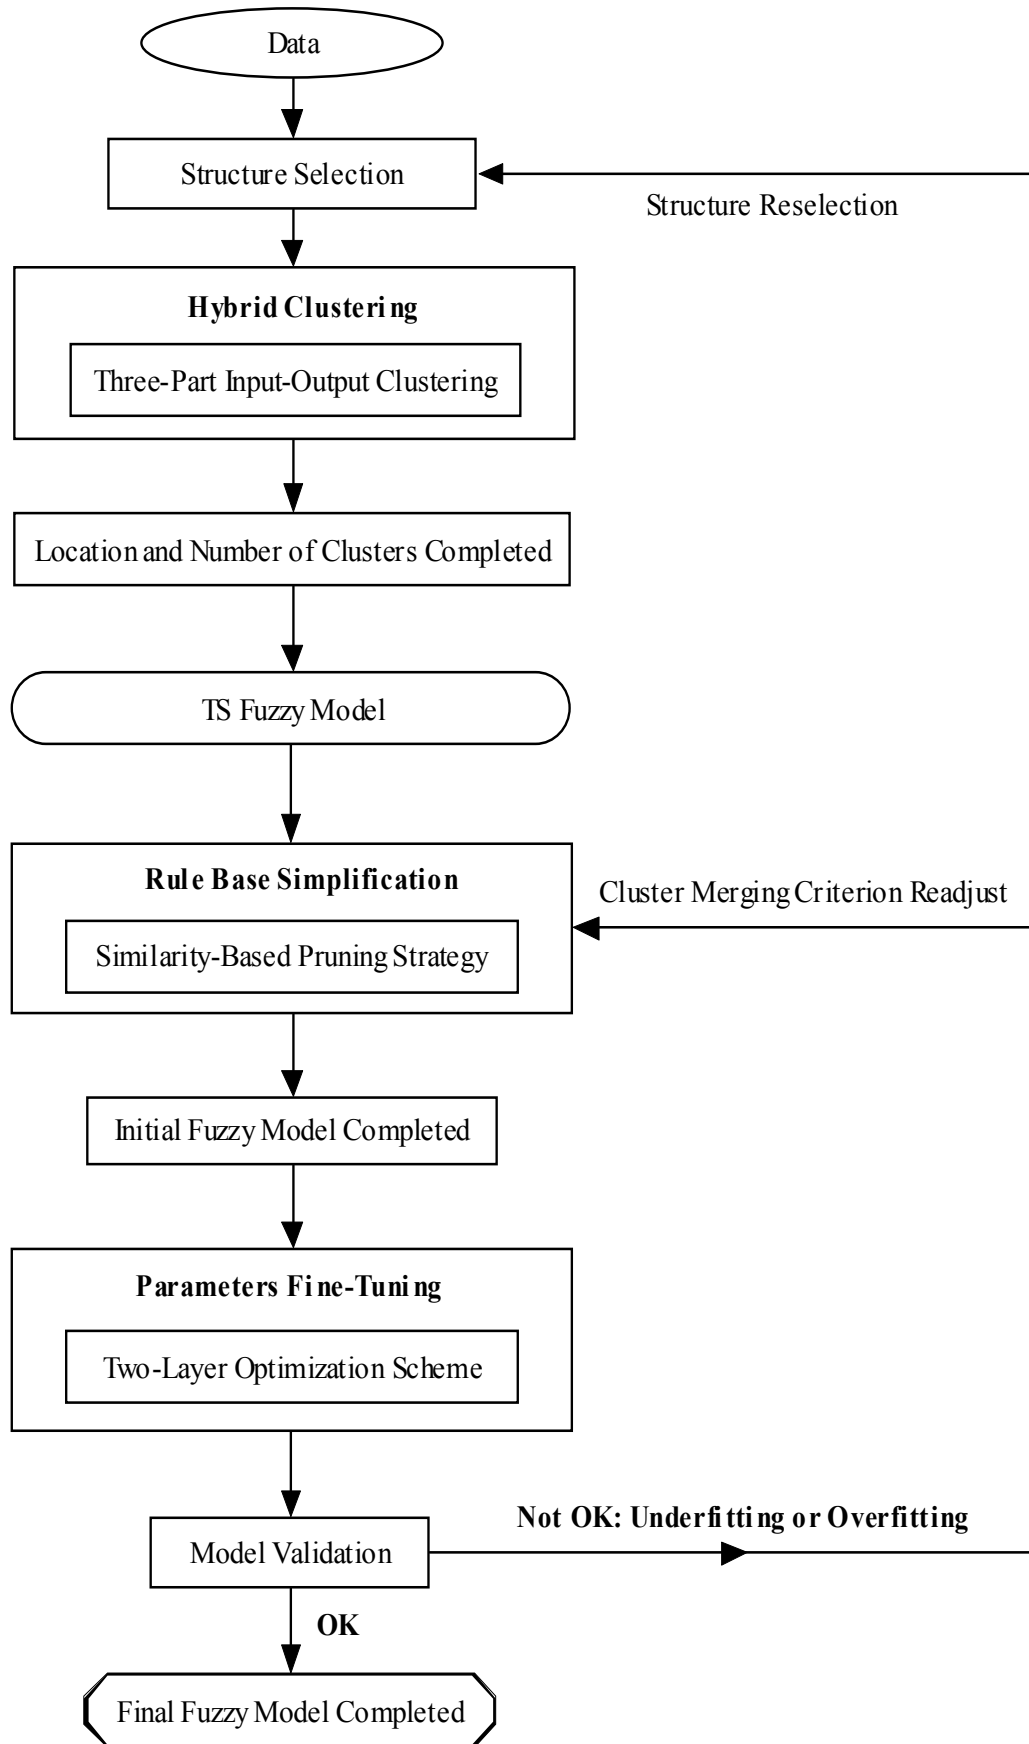 Data
Structure Selection
Structure Reselection
Hybrid Clustering
Three-Part Input-Output Clustering
Location and Number of Clusters Completed
TS Fuzzy Model
Rule Base Simplification
Cluster Merging Criterion Readjust
Similarity-Based Pruning Strategy
Initial Fuzzy Model Completed
Parameters Fine-Tuning
Two-Layer Optimization Scheme
Not OK: Underfitting or Overfitting
Model Validation
OK
Final Fuzzy Model Completed